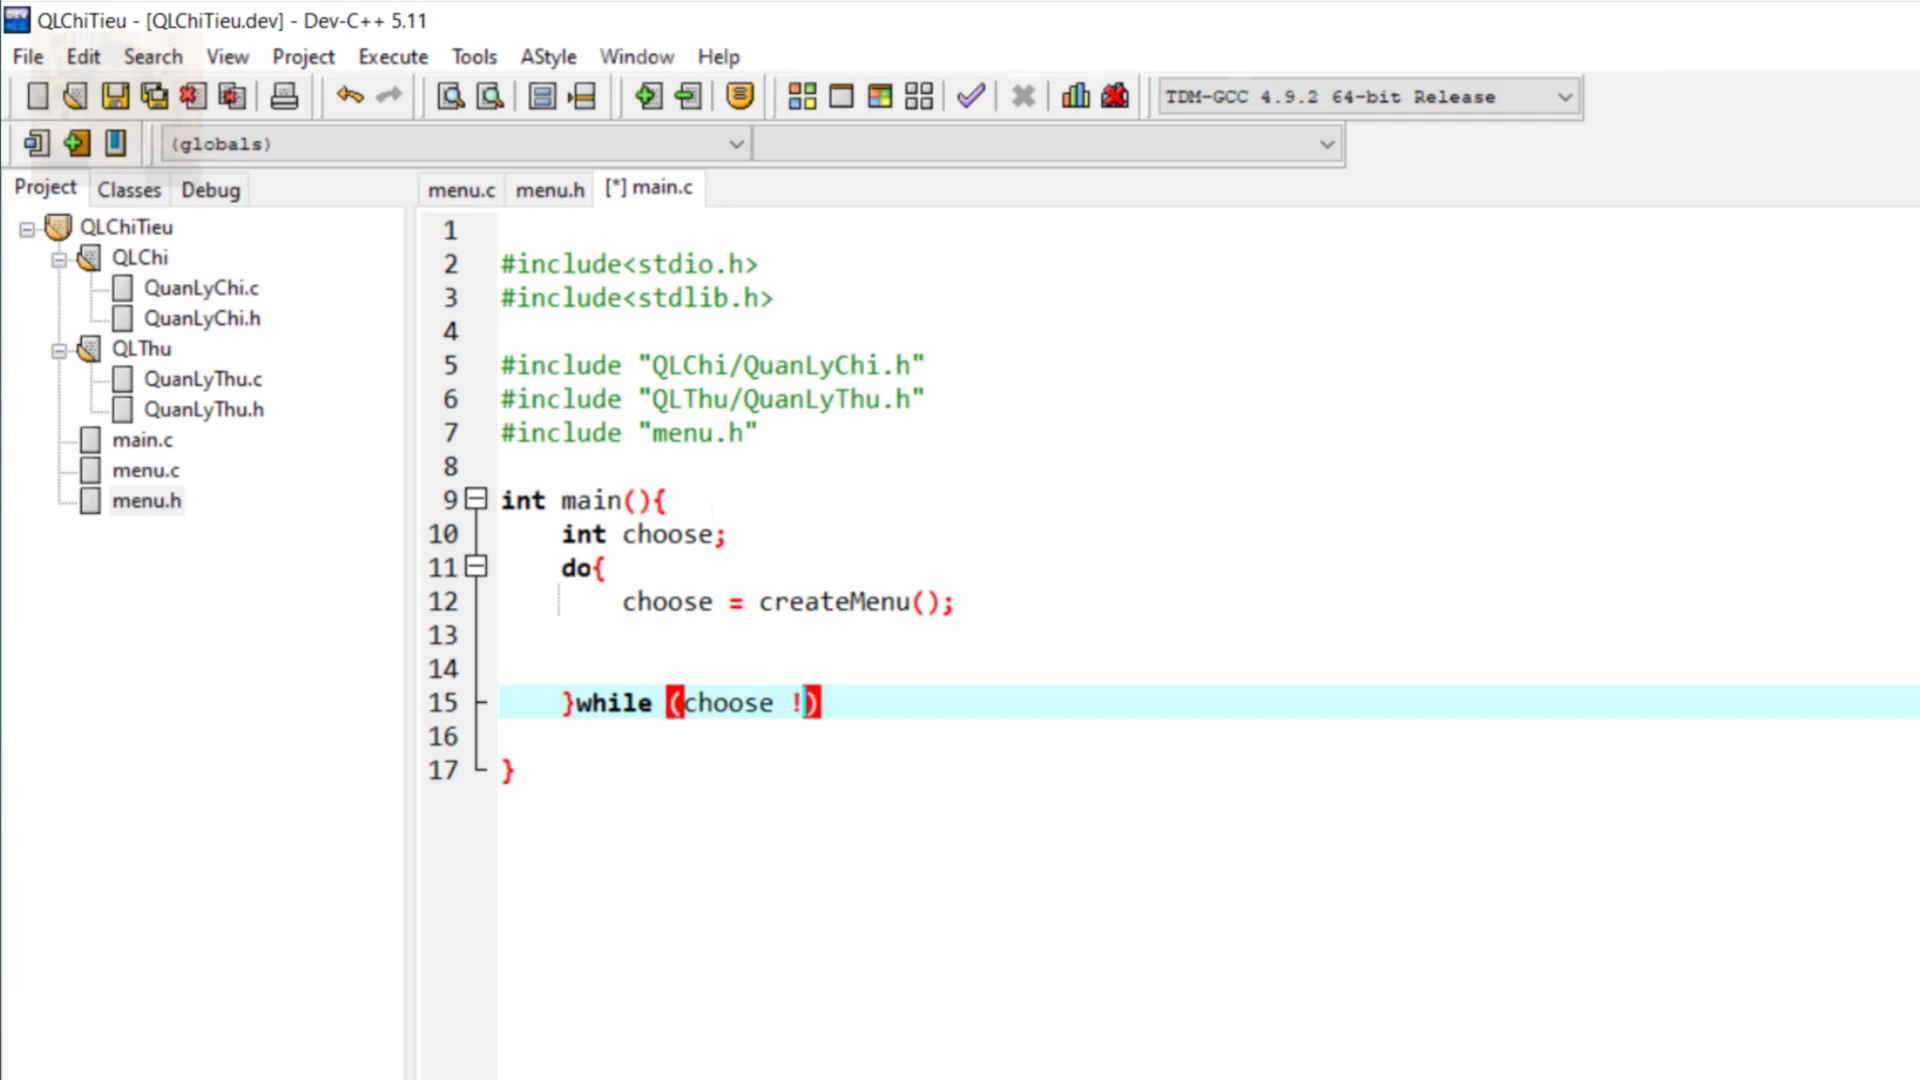 QLChiTieu - [QLChiTieu.dev] - Dev-C++ 5.11
File Edit Search View Project Execute Tools AStyle Window Help
TDM-GCC 4.9.2 64-bit Release
(globals)
Project Classes Debug
menu.c menu.h [*] main.c
QLChiTieu
QLChi
QuanLyChi.c
QuanLyChi.h
QLThu
QuanLyThu.c
QuanLyThu.h
main.c
menu.c
menu.h
1
2 #include<stdio.h>
3 #include<stdlib.h>
4
5 #include "QLChi/QuanLyChi.h"
6 #include "QLThu/QuanLyThu.h"
7 #include "menu.h"
8
9 int main(){
10 int choose;
11 do{
12 choose = createMenu();
13
14
15 }while (choose !)
16
17 }